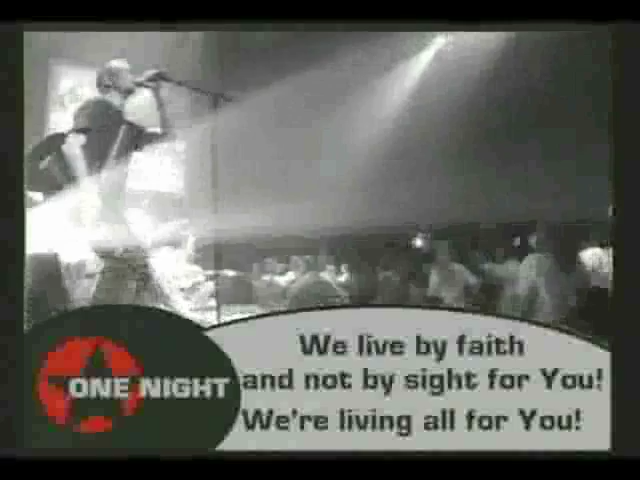 We live by faith
and not by sight for You!
We're living all for You!
ONE NIGHT